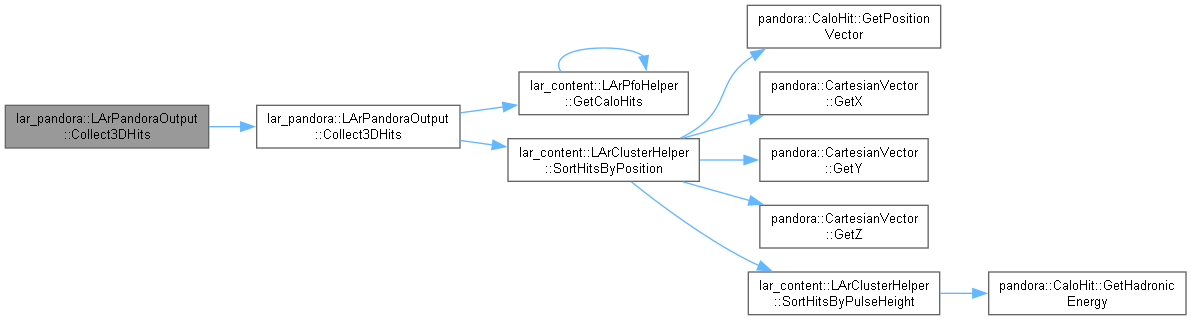 lar_pandora::LArPandoraOutput
::Collect3DHits
lar_pandora::LArPandoraOutput
::Collect3DHits
lar_content::LArPfoHelper
::GetCaloHits
lar_content::LArClusterHelper
::SortHitsByPosition
pandora::CaloHit::GetPosition
Vector
pandora::CartesianVector
::GetX
pandora::CartesianVector
::GetY
pandora::CartesianVector
::GetZ
lar_content::LArClusterHelper
::SortHitsByPulseHeight
pandora::CaloHit::GetHadronic
Energy